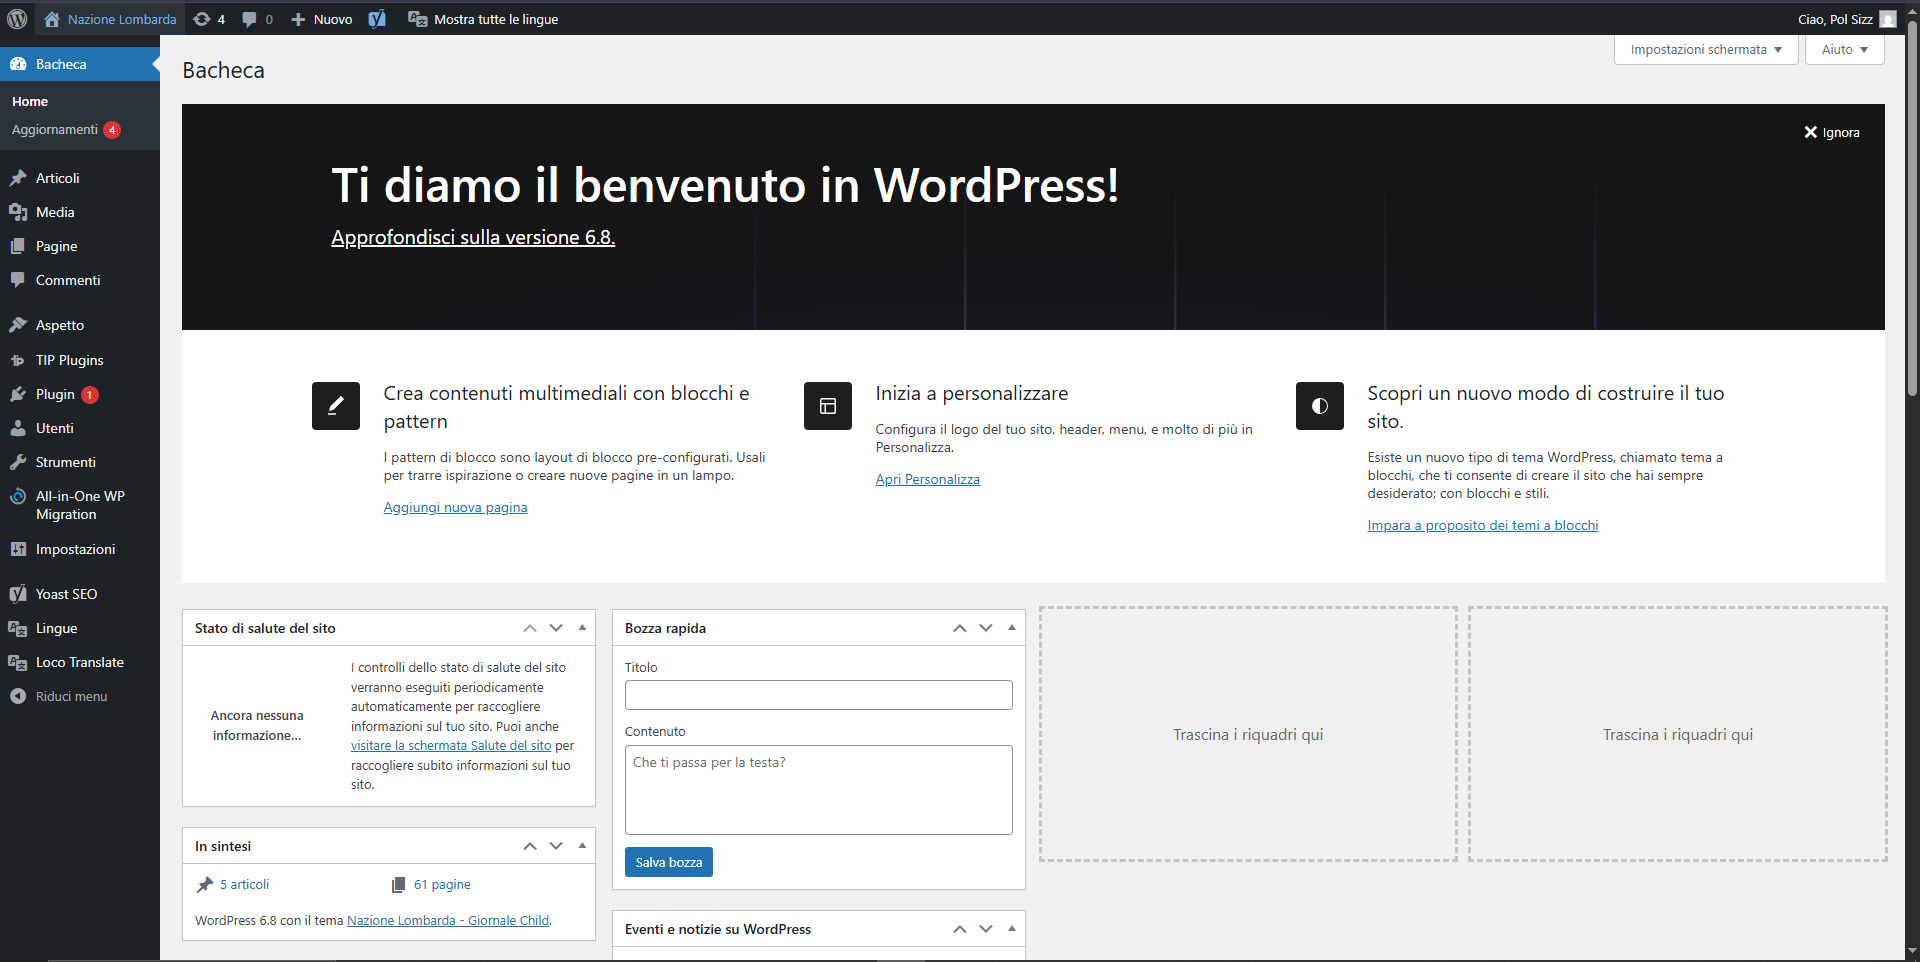 Nazione Lombarda
4
0
Nuovo
Mostra tutte le lingue
Ciao, Pol Sizz
Bacheca
Home
Aggiornamenti 4
Articoli
Media
Pagine
Commenti
Aspetto
TIP Plugins
Plugin 1
Utenti
Strumenti
All-in-One WP
Migration
Impostazioni
Yoast SEO
Lingue
Loco Translate
Riduci menu
Impostazioni schermata
Aiuto
Bacheca
Ignora
Ti diamo il benvenuto in WordPress!
Approfondisci sulla versione 6.8.
Crea contenuti multimediali con blocchi e
pattern
I pattern di blocco sono layout di blocco pre-configurati. Usali
per trarre ispirazione o creare nuove pagine in un lampo.
Aggiungi nuova pagina
Inizia a personalizzare
Configura il logo del tuo sito, header, menu, e molto di più in
Personalizza.
Apri Personalizza
Scopri un nuovo modo di costruire il tuo
sito.
Esiste un nuovo tipo di tema WordPress, chiamato tema a
blocchi, che ti consente di creare il sito che hai sempre
desiderato; con blocchi e stili.
Impara a proposito dei temi a blocchi
Stato di salute del sito
Ancora nessuna
informazione...
I controlli dello stato di salute del sito
verranno eseguiti periodicamente
automaticamente per raccogliere
informazioni sul tuo sito. Puoi anche
visitare la schermata Salute del sito per
raccogliere subito informazioni sul tuo
sito.
In sintesi
5 articoli
61 pagine
WordPress 6.8 con il tema Nazione Lombarda - Giornale Child.
Bozza rapida
Titolo
Contenuto
Che ti passa per la testa?
Salva bozza
Eventi e notizie su WordPress
Trascina i riquadri qui
Trascina i riquadri qui